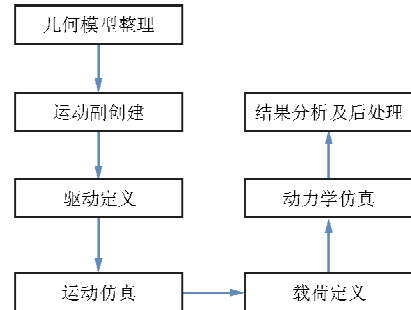 几何模型整理
运动副创建
驱动定义
运动仿真
载荷定义
动力学仿真
结果分析及后处理